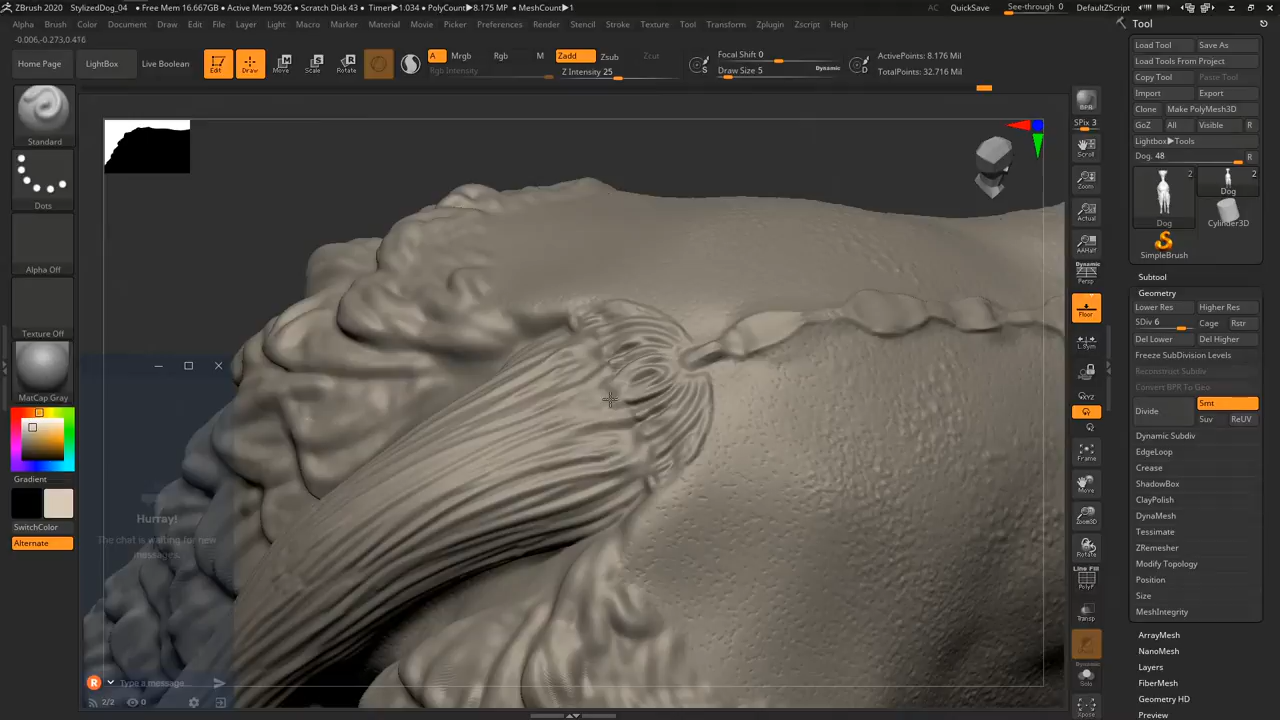 ZBrush 2020 StylizedDog_04 • Free Mem 16.667GB • Active Mem 5926 • Scratch Disk 43 • Timer▶1.034 • PolyCount▶8.175 MP • MeshCount▶1
AC QuickSave See-through 0 DefaultZScript
Alpha Brush Color Document Draw Edit File Layer Light Macro Marker Material Movie Picker Preferences Render Stencil Stroke Texture Tool Transform Zplugin Zscript Help
-0.006,-0.273,0.416
Home Page LightBox Live Boolean
Edit Draw Move Scale Rotate
A Mrgb Rgb M Zadd Zsub Zcut
Rgb Intensity Z Intensity 25
Focal Shift 0
Draw Size 5 Dynamic
S D
ActivePoints: 8.176 Mil
TotalPoints: 32.716 Mil
Standard
Dots
Alpha Off
Texture Off
MatCap Gray
Gradient
SwitchColor
Alternate
Hurray!
The chat is waiting for new
messages.
R Type a message...
2/2 0
BPR
SPix 3
Scroll
Zoom
Actual
AAHalf
Dynamic
Persp
Floor
L.Sym
XYZ
Y
Frame
Move
Zoom3D
Rotate
Line Fill
PolyF
Transp
Dynamic
Solo
Xpose
Tool
Load Tool Save As
Load Tools From Project
Copy Tool Paste Tool
Import Export
Clone Make PolyMesh3D
GoZ All Visible R
Lightbox▶Tools
Dog. 48 R
2 2
Dog
Dog Cylinder3D
SimpleBrush
Subtool
Geometry
Lower Res Higher Res
SDiv 6 Cage Rstr
Del Lower Del Higher
Freeze SubDivision Levels
Reconstruct Subdiv
Convert BPR To Geo
Divide Smt
Suv ReUV
Dynamic Subdiv
EdgeLoop
Crease
ShadowBox
ClayPolish
DynaMesh
Tessimate
ZRemesher
Modify Topology
Position
Size
MeshIntegrity
ArrayMesh
NanoMesh
Layers
FiberMesh
Geometry HD
Preview